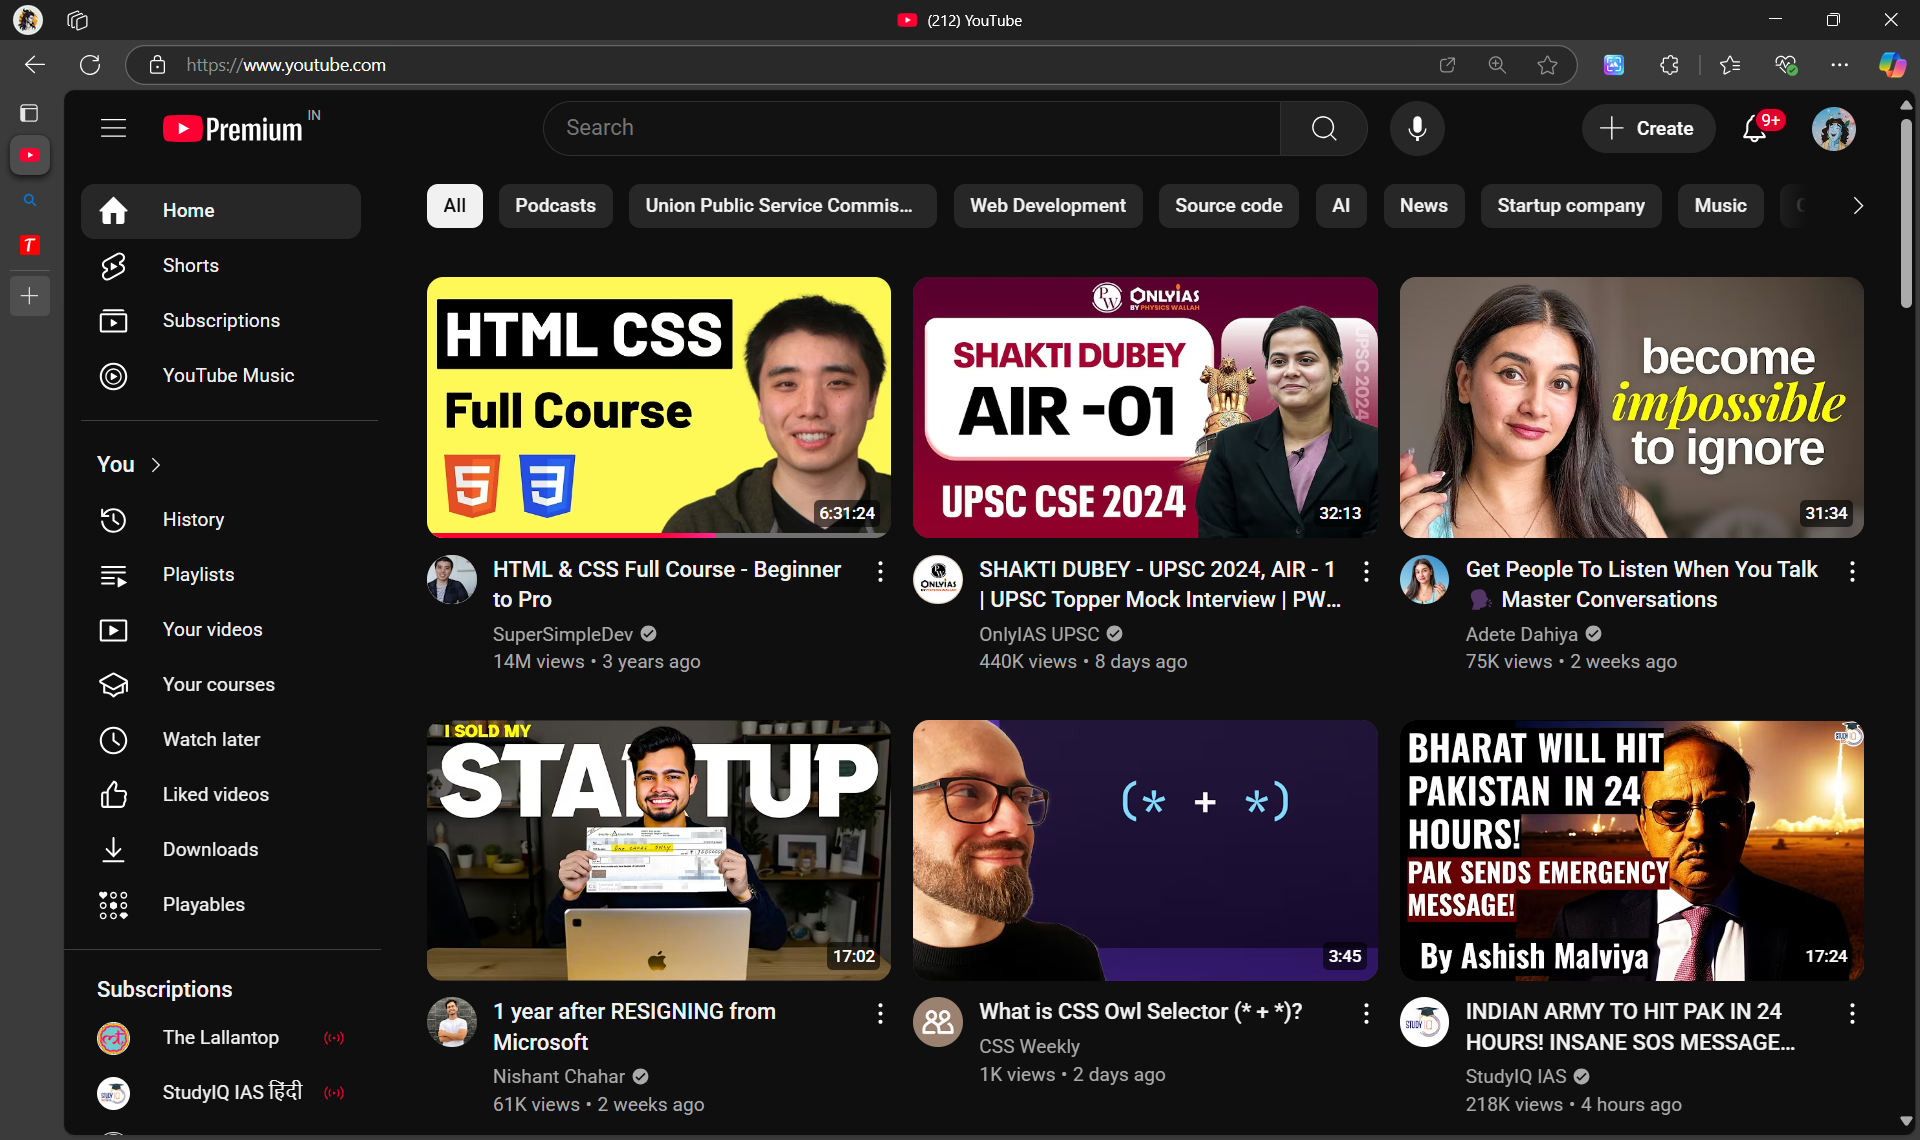 (212) YouTube
https://www.youtube.com
Premium IN
Search
Create
9+
Home
Shorts
Subscriptions
YouTube Music
You
History
Playlists
Your videos
Your courses
Watch later
Liked videos
Downloads
Playables
Subscriptions
The Lallantop
StudyIQ IAS हिंदी
All
Podcasts
Union Public Service Commis...
Web Development
Source code
AI
News
Startup company
Music
HTML CSS
Full Course
6:31:24
HTML & CSS Full Course - Beginner
to Pro
SuperSimpleDev
14M views • 3 years ago
PW ONLYIAS
BY PHYSICS WALLAH
SHAKTI DUBEY
AIR -01
UPSC CSE 2024
UPSC 2024
32:13
ONLYIAS
SHAKTI DUBEY - UPSC 2024, AIR - 1
| UPSC Topper Mock Interview | PW...
OnlyIAS UPSC
440K views • 8 days ago
become
impossible
to ignore
31:34
Get People To Listen When You Talk
🗣️ Master Conversations
Adete Dahiya
75K views • 2 weeks ago
I SOLD MY
STARTUP
17:02
1 year after RESIGNING from
Microsoft
Nishant Chahar
61K views • 2 weeks ago
(* + *)
3:45
What is CSS Owl Selector (* + *)?
CSS Weekly
1K views • 2 days ago
BHARAT WILL HIT
PAKISTAN IN 24
HOURS!
PAK SENDS EMERGENCY
MESSAGE!
By Ashish Malviya
17:24
STUDY IQ
INDIAN ARMY TO HIT PAK IN 24
HOURS! INSANE SOS MESSAGE...
StudyIQ IAS
218K views • 4 hours ago